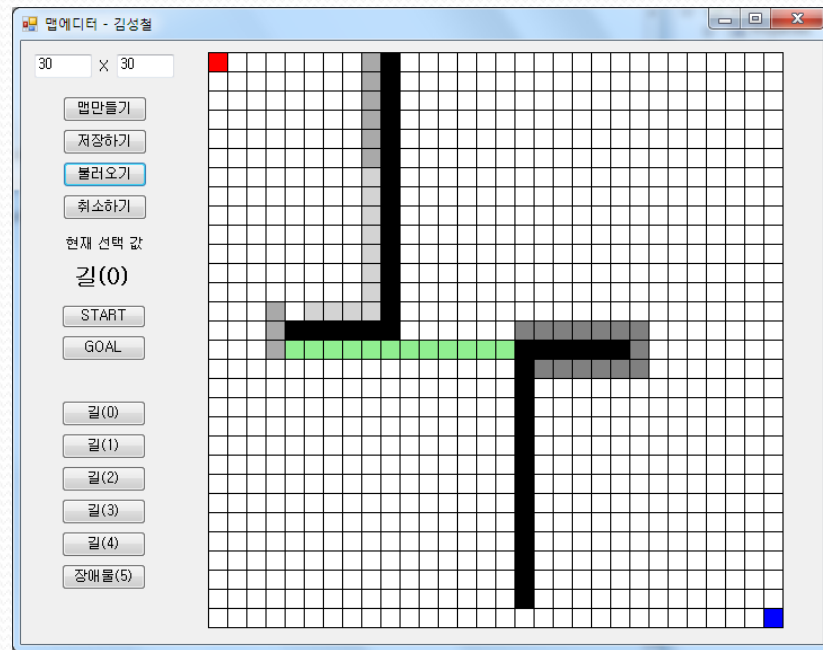 맵에디터 - 김성철
30 X 30
맵만들기
저장하기
불러오기
취소하기
현재 선택 값
길(0)
START
GOAL
길(0)
길(1)
길(2)
길(3)
길(4)
장애물(5)